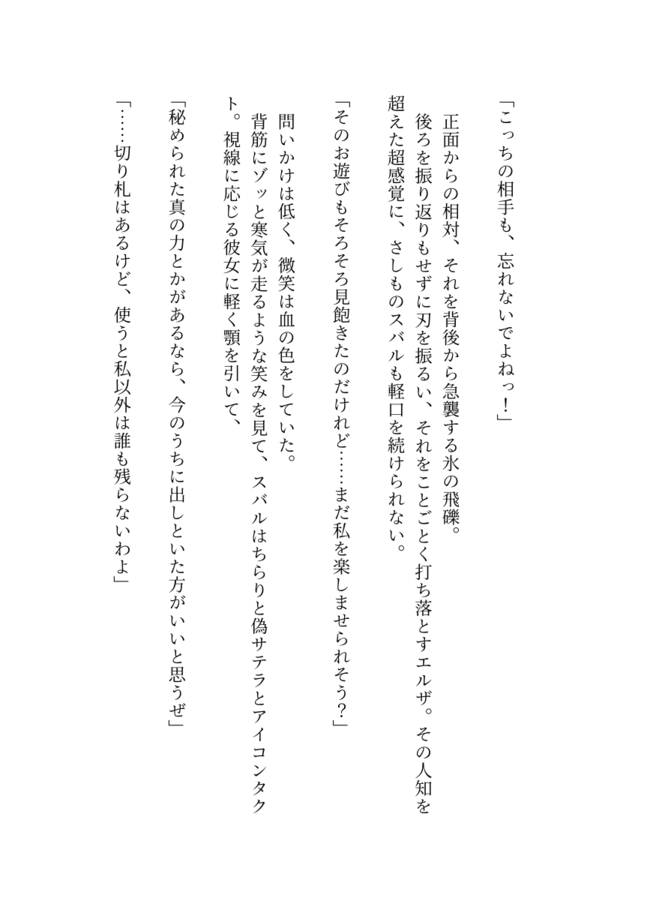 「こっちの相手も、忘れないでよねっ！」
　正面からの相対、それを背後から急襲する氷の飛礫。
　後ろを振り返りもせずに刃を振るい、それをことごとく打ち落とすエルザ。その人知を
超えた超感覚に、さしものスバルも軽口を続けられない。
「そのお遊びもそろそろ見飽きたのだけれど……まだ私を楽しませられそう？」
　問いかけは低く、微笑は血の色をしていた。
　背筋にゾッと寒気が走るような笑みを見て、スバルはちらりと偽サテラとアイコンタク
ト。視線に応じる彼女に軽く顎を引いて、
「秘められた真の力とかがあるなら、今のうちに出しといた方がいいと思うぜ」
「……切り札はあるけど、使うと私以外は誰も残らないわよ」